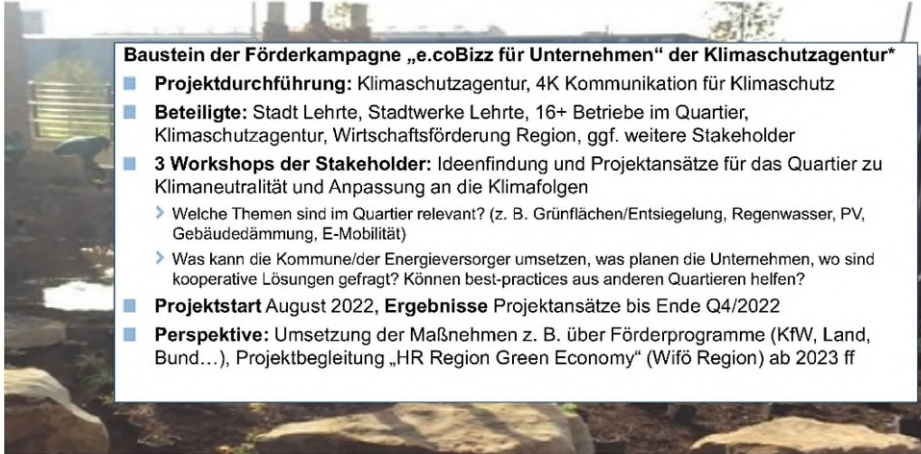 Baustein der Förderkampagne „e.coBizz für Unternehmen“ der Klimaschutzagentur*
Projektdurchführung: Klimaschutzagentur, 4K Kommunikation für Klimaschutz
Beteiligte: Stadt Lehrte, Stadtwerke Lehrte, 16+ Betriebe im Quartier,
Klimaschutzagentur, Wirtschaftsförderung Region, ggf. weitere Stakeholder
3 Workshops der Stakeholder: Ideenfindung und Projektansätze für das Quartier zu
Klimaneutralität und Anpassung an die Klimafolgen
Welche Themen sind im Quartier relevant? (z. B. Grünflächen/Entsiegelung, Regenwasser, PV,
Gebäudedämmung, E-Mobilität)
Was kann die Kommune/der Energieversorger umsetzen, was planen die Unternehmen, wo sind
kooperative Lösungen gefragt? Können best-practices aus anderen Quartieren helfen?
Projektstart August 2022, Ergebnisse Projektansätze bis Ende Q4/2022
Perspektive: Umsetzung der Maßnehmen z. B. über Förderprogramme (KfW, Land,
Bund…), Projektbegleitung „HR Region Green Economy“ (Wifö Region) ab 2023 ff